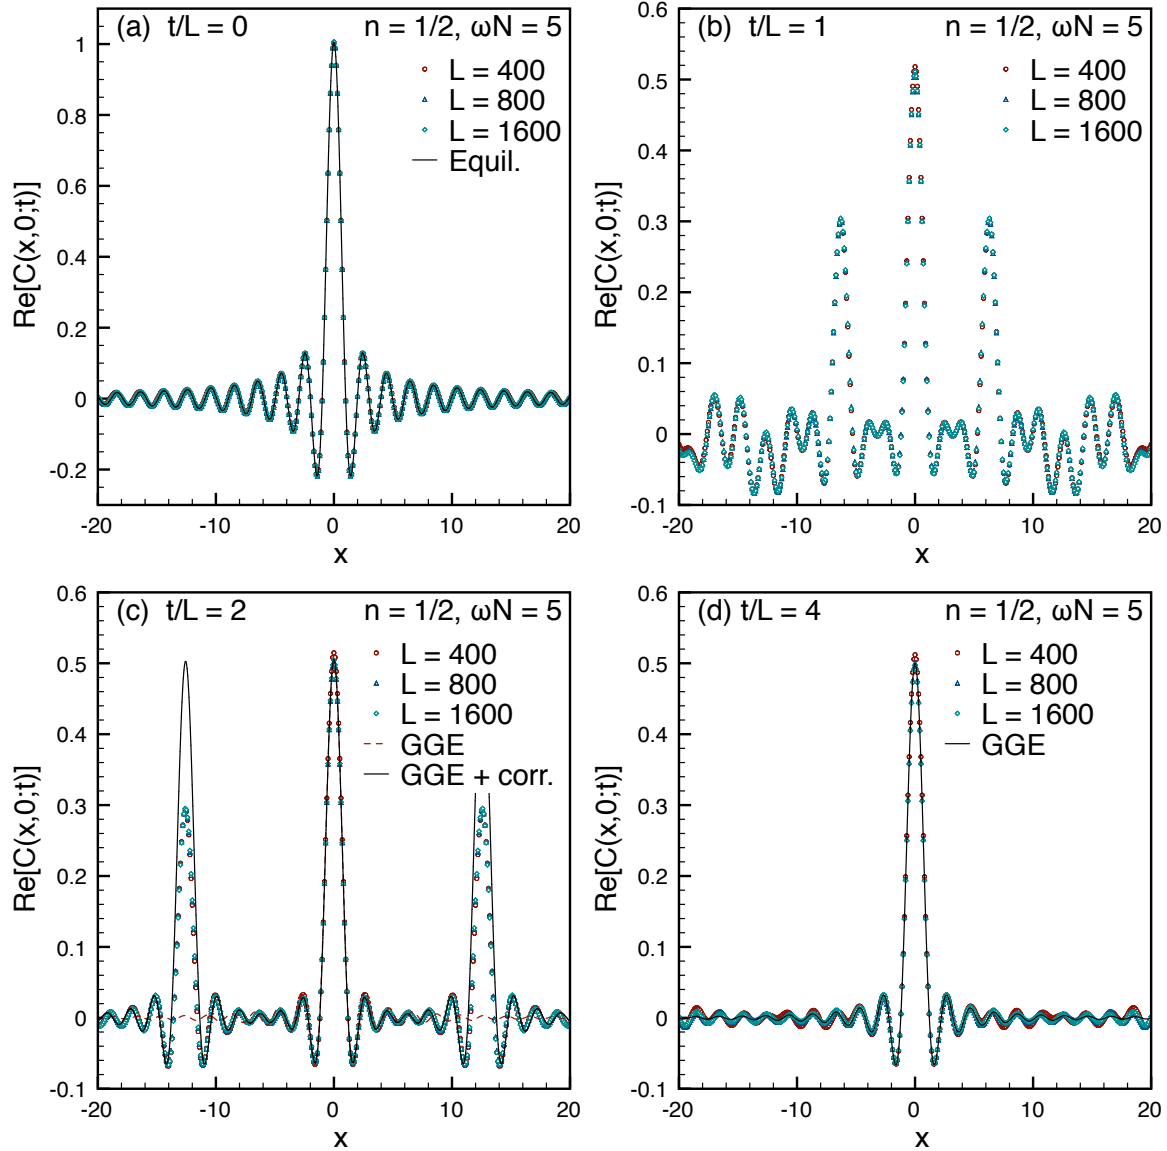 (a) t/L = 0 n = 1/2, ωN = 5
L = 400
L = 800
L = 1600
Equil.
1
0.8
0.6
0.4
0.2
0
-0.2
Re[C(x,0;t)]
-20 -10 0 10 20
x
(b) t/L = 1 n = 1/2, ωN = 5
L = 400
L = 800
L = 1600
0.6
0.5
0.4
0.3
0.2
0.1
0
-0.1
Re[C(x,0;t)]
-20 -10 0 10 20
x
(c) t/L = 2 n = 1/2, ωN = 5
L = 400
L = 800
L = 1600
GGE
GGE + corr.
0.6
0.5
0.4
0.3
0.2
0.1
0
-0.1
Re[C(x,0;t)]
-20 -10 0 10 20
x
(d) t/L = 4 n = 1/2, ωN = 5
L = 400
L = 800
L = 1600
GGE
0.6
0.5
0.4
0.3
0.2
0.1
0
-0.1
Re[C(x,0;t)]
-20 -10 0 10 20
x